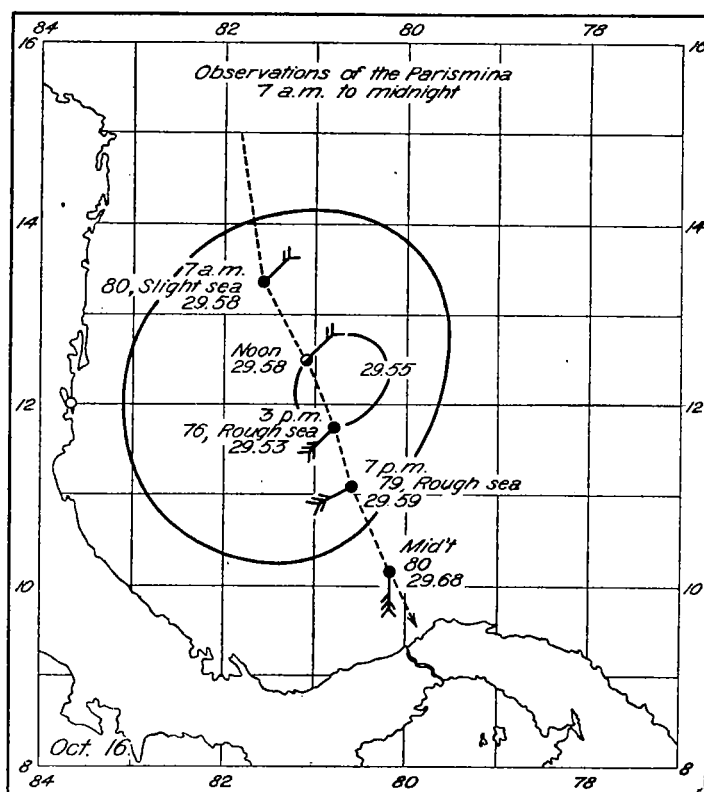 84 82 80 78
16 16
Observations of the Parismina
7 a.m. to midnight
14 14
7 a.m.
80, Slight sea
29.58
Noon
29.58
29.55
12 12
3 p.m.
76, Rough sea
29.53
7 p.m.
79, Rough sea
29.59
Mid't
80
29.68
10 10
Oct. 16.
8 8
84 82 80 78